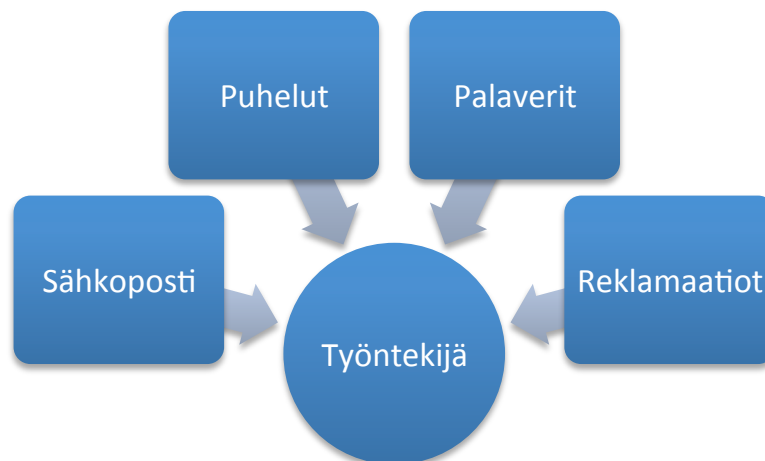 Puhelut
Palaverit
Sähkoposti
Reklamaatiot
Työntekijä